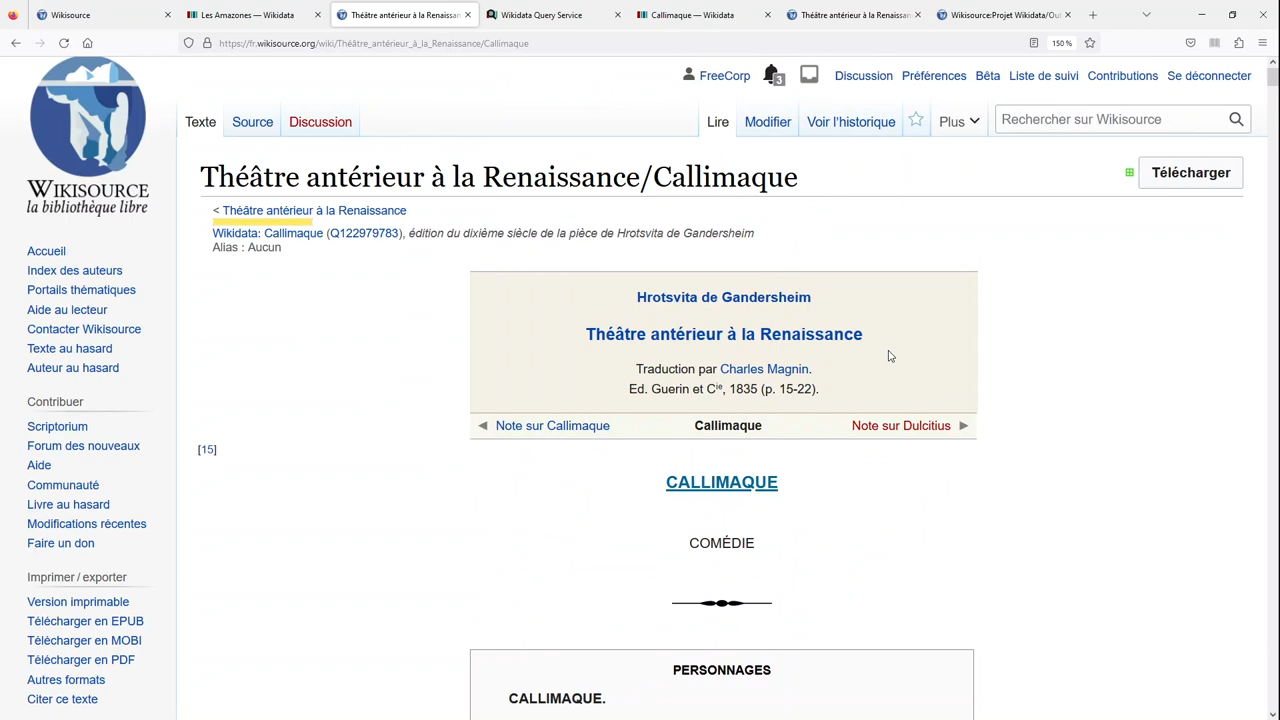 Wikisource
Les Amazones — Wikidata
Théâtre antérieur à la Renaissan
Wikidata Query Service
Callimaque — Wikidata
Théâtre antérieur à la Renaissan
Wikisource:Projet Wikidata/Ou
https://fr.wikisource.org/wiki/Théâtre_antérieur_à_la_Renaissance/Callimaque
150 %
FreeCorp
3
Discussion
Préférences
Bêta
Liste de suivi
Contributions
Se déconnecter
Texte
Source
Discussion
Lire
Modifier
Voir l’historique
Plus
Rechercher sur Wikisource
WIKISOURCE
la bibliothèque libre
Accueil
Index des auteurs
Portails thématiques
Aide au lecteur
Contacter Wikisource
Texte au hasard
Auteur au hasard
Contribuer
Scriptorium
Forum des nouveaux
Aide
Communauté
Livre au hasard
Modifications récentes
Faire un don
Imprimer / exporter
Version imprimable
Télécharger en EPUB
Télécharger en MOBI
Télécharger en PDF
Autres formats
Citer ce texte
Théâtre antérieur à la Renaissance/Callimaque
Télécharger
< Théâtre antérieur à la Renaissance
Wikidata: Callimaque (Q122979783), édition du dixième siècle de la pièce de Hrotsvita de Gandersheim
Alias : Aucun
Hrotsvita de Gandersheim
Théâtre antérieur à la Renaissance
Traduction par Charles Magnin.
Ed. Guerin et Cie, 1835 (p. 15-22).
◄ Note sur Callimaque
Callimaque
Note sur Dulcitius ►
[15]
CALLIMAQUE
COMÉDIE
PERSONNAGES
CALLIMAQUE.